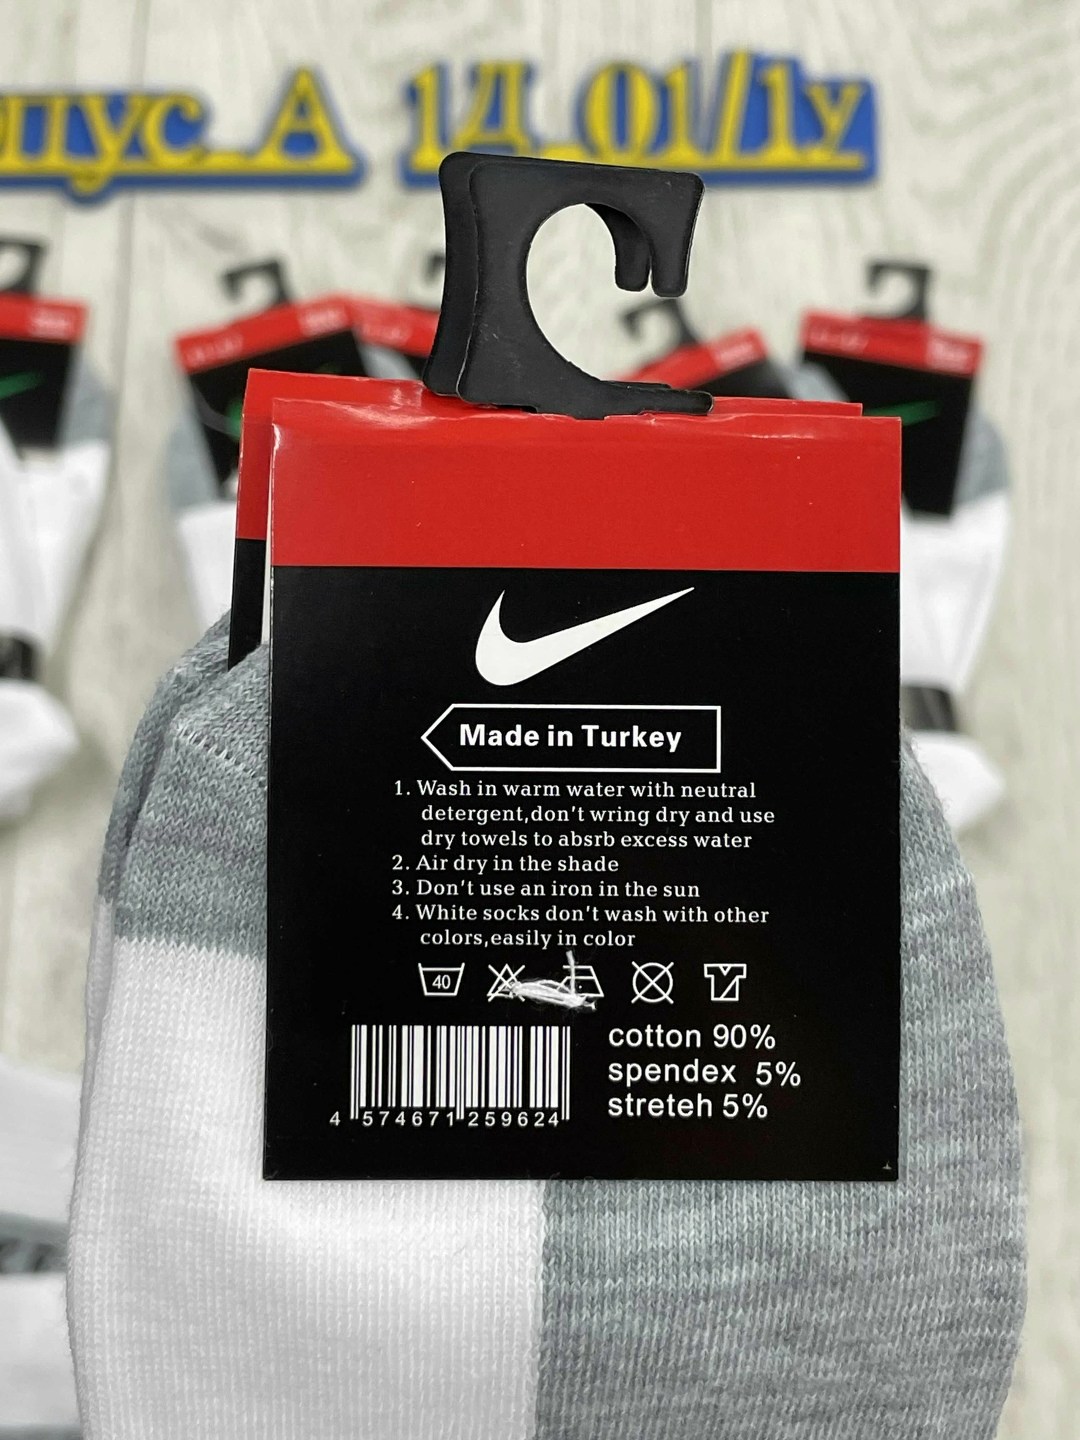 пус_А 1Д_01/1у
Made in Turkey
1. Wash in warm water with neutral
detergent,don't wring dry and use
dry towels to absrb excess water
2. Air dry in the shade
3. Don't use an iron in the sun
4. White socks don't wash with other
colors,easily in color
40
cotton 90%
spendex 5%
streteh 5%
4 574671 259624